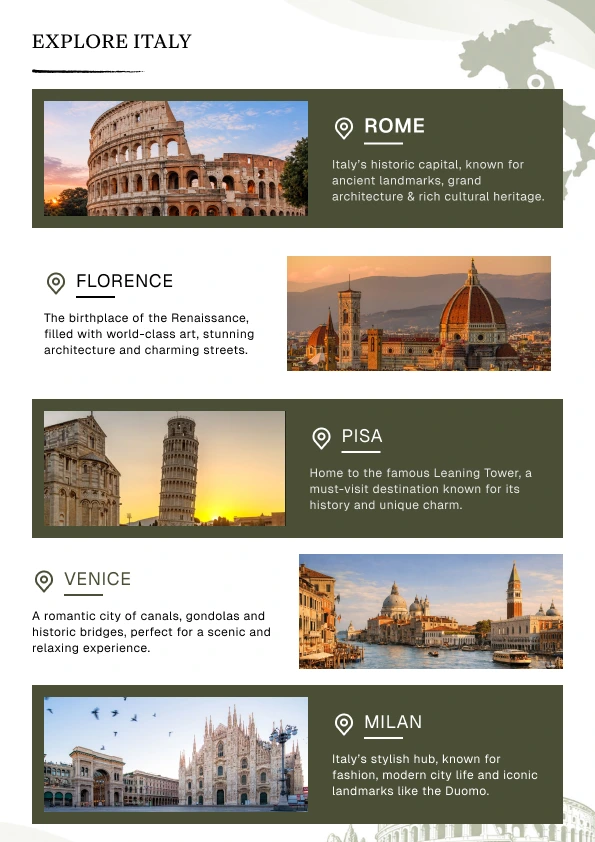 EXPLORE ITALY
ROME
Italy's historic capital, known for
ancient landmarks, grand
architecture & rich cultural heritage.
FLORENCE
The birthplace of the Renaissance,
filled with world-class art, stunning
architecture and charming streets.
PISA
Home to the famous Leaning Tower, a
must-visit destination known for its
history and unique charm.
VENICE
A romantic city of canals, gondolas and
historic bridges, perfect for a scenic and
relaxing experience.
MILAN
Italy's stylish hub, known for
fashion, modern city life and iconic
landmarks like the Duomo.